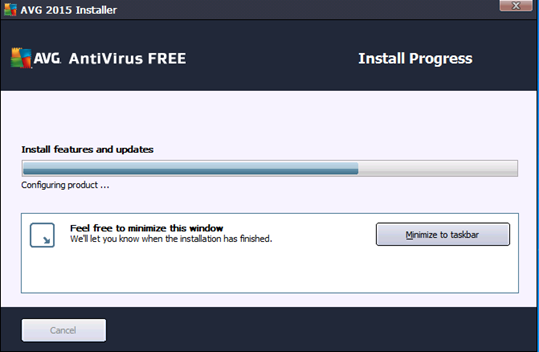 AVG 2015 Installer
AVG. AntiVirus FREE
Install Progress
Install features and updates
Configuring product ...
Feel free to minimize this window
We'll let you know when the installation has finished.
Minimize to taskbar
Cancel